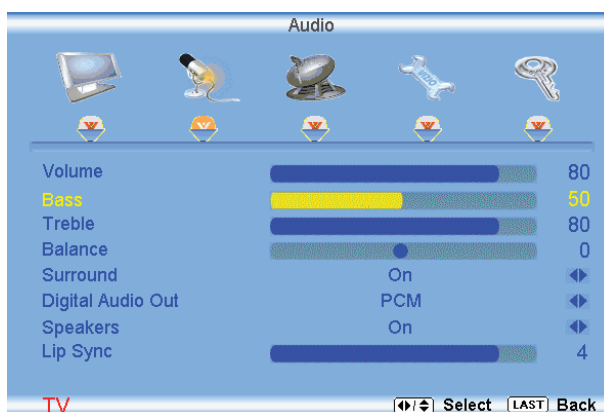 Audio
VIZIO
Volume 80
Bass 50
Treble 80
Balance 0
Surround On
Digital Audio Out PCM
Speakers On
Lip Sync 4
TV Select LAST Back